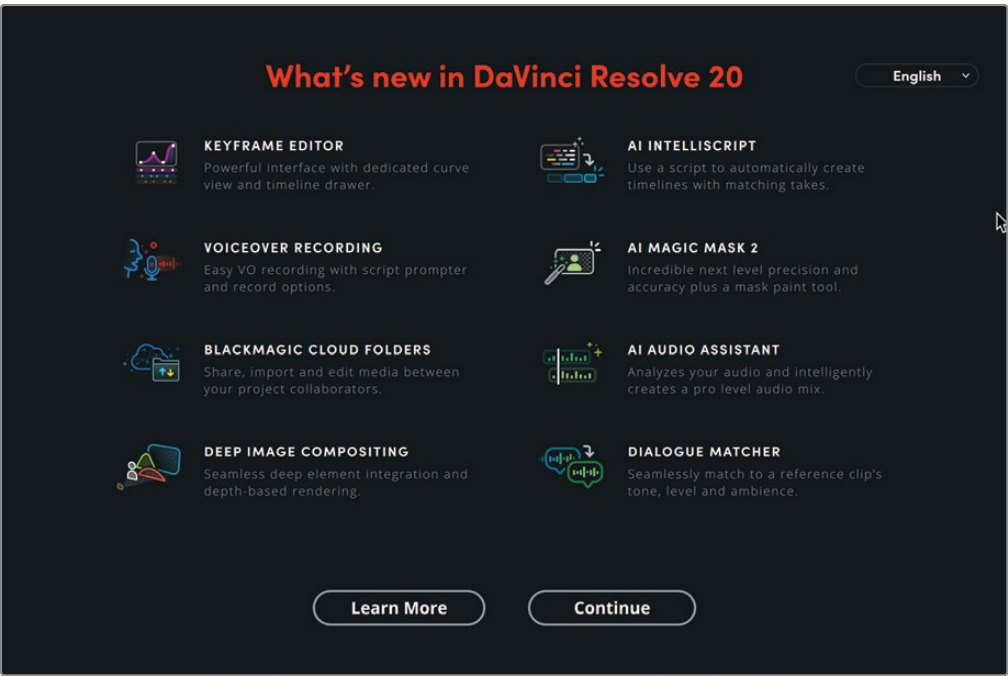 What's new in DaVinci Resolve 20
English
KEYFRAME EDITOR
Powerful interface with dedicated curve
view and timeline drawer.
AI INTELLISCRIPT
Use a script to automatically create
timelines with matching takes.
VOICEOVER RECORDING
Easy VO recording with script prompter
and record options.
AI MAGIC MASK 2
Incredible next level precision and
accuracy plus a mask paint tool.
BLACKMAGIC CLOUD FOLDERS
Share, import and edit media between
your project collaborators.
AI AUDIO ASSISTANT
Analyzes your audio and intelligently
creates a pro level audio mix.
DEEP IMAGE COMPOSITING
Seamless deep element integration and
depth-based rendering.
DIALOGUE MATCHER
Seamlessly match to a reference clip's
tone, level and ambience.
Learn More
Continue